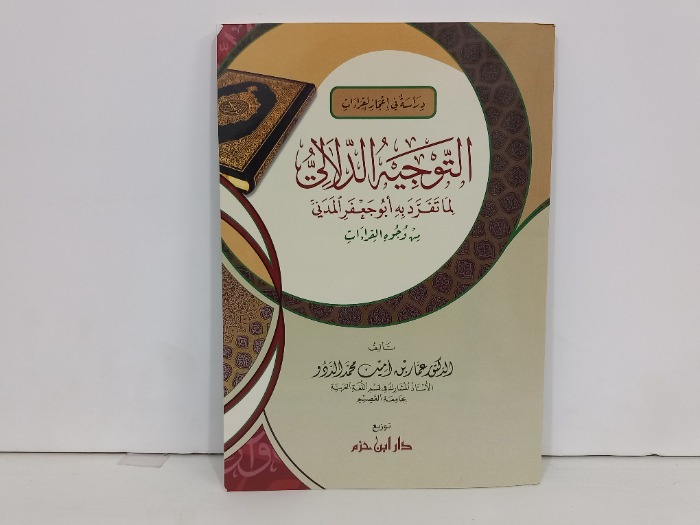 دراسة في إعجاز القراءات
التوجيه الدلالي
لما تفرد به أبو جعفر المدني
من وجوه القراءات
تأليف
الدكتور عمار بن أمين محمد الددو
الأستاذ المشارك في قسم اللغة العربية
جامعة القصيم
توزيع
دار ابن حزم